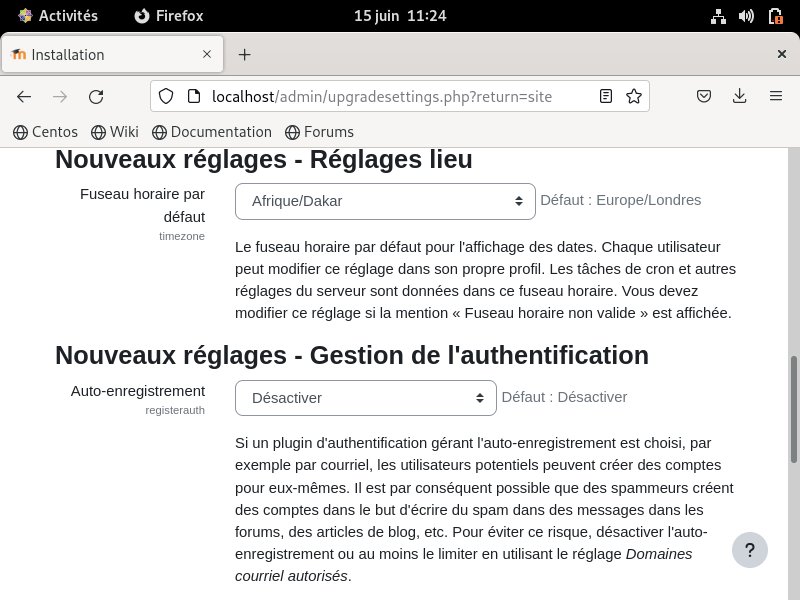 Activités Firefox 15 juin 11:24
Installation
localhost/admin/upgradesettings.php?return=site
Centos Wiki Documentation Forums
Nouveaux réglages - Réglages lieu
Fuseau horaire par
défaut
timezone
Afrique/Dakar Défaut : Europe/Londres
Le fuseau horaire par défaut pour l'affichage des dates. Chaque utilisateur
peut modifier ce réglage dans son propre profil. Les tâches de cron et autres
réglages du serveur sont données dans ce fuseau horaire. Vous devez
modifier ce réglage si la mention « Fuseau horaire non valide » est affichée.
Nouveaux réglages - Gestion de l'authentification
Auto-enregistrement
registerauth
Désactiver Défaut : Désactiver
Si un plugin d'authentification gérant l'auto-enregistrement est choisi, par
exemple par courriel, les utilisateurs potentiels peuvent créer des comptes
pour eux-mêmes. Il est par conséquent possible que des spammeurs créent
des comptes dans le but d'écrire du spam dans des messages dans les
forums, des articles de blog, etc. Pour éviter ce risque, désactiver l'auto-
enregistrement ou au moins le limiter en utilisant le réglage Domaines
courriel autorisés.
?